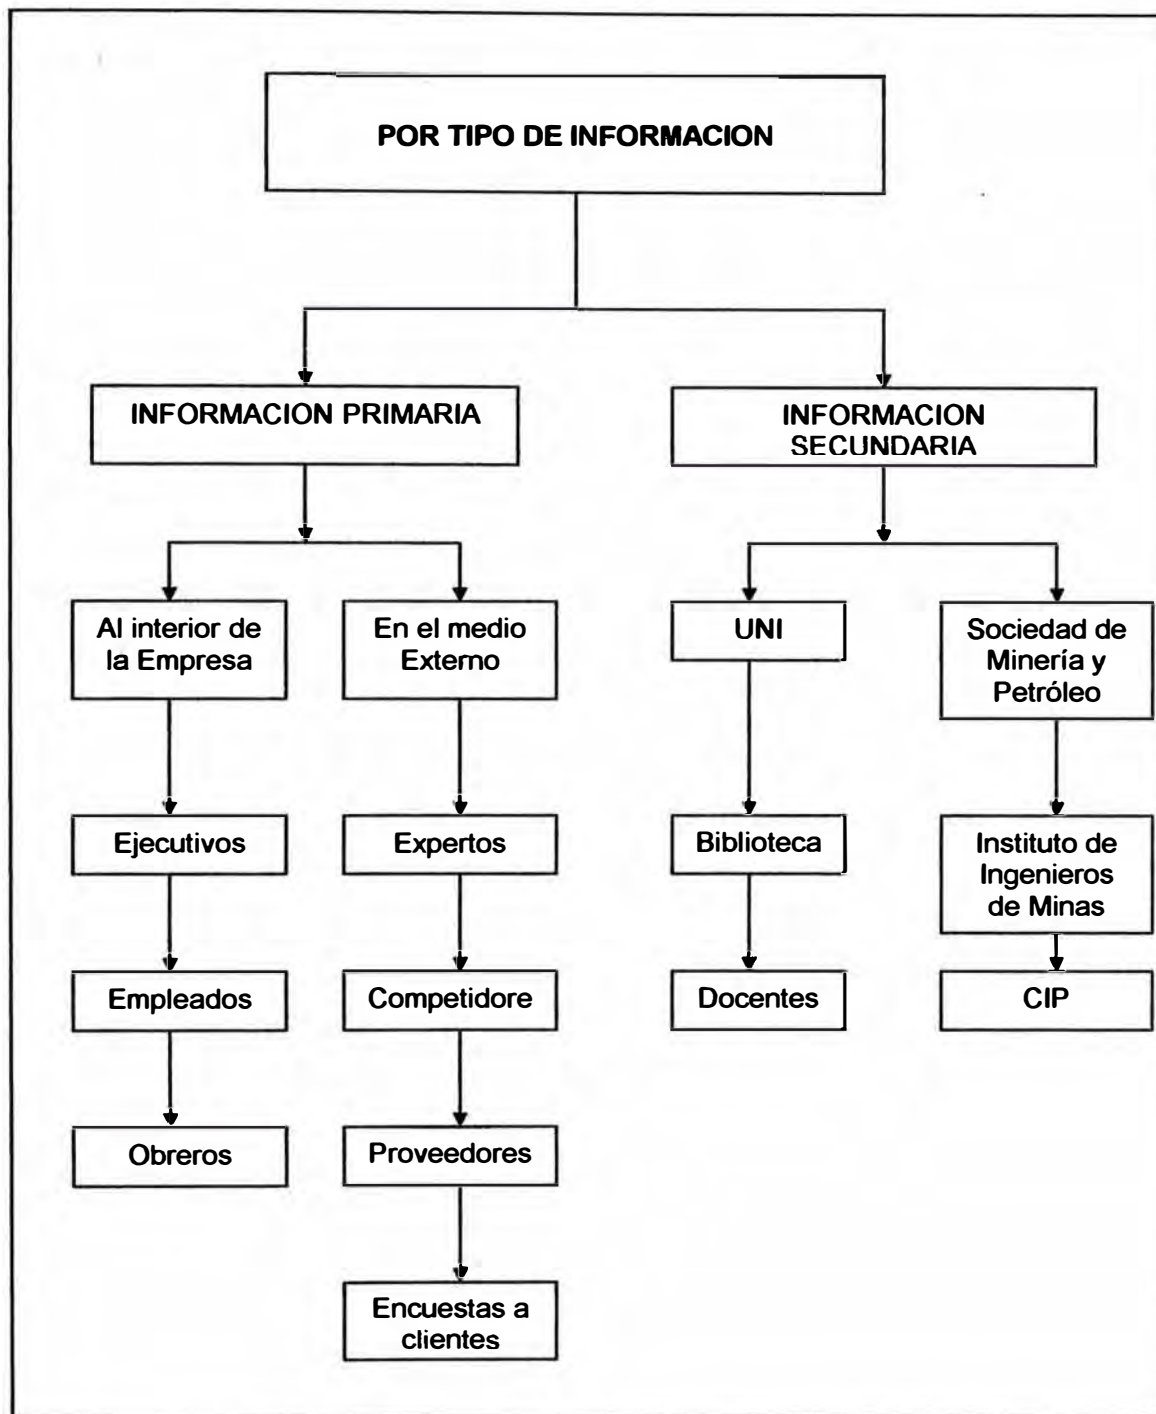 POR TIPO DE INFORMACION
INFORMACION PRIMARIA
INFORMACION
SECUNDARIA
Al interior de
la Empresa
En el medio
Externo
UNI
Sociedad de
Minería y
Petróleo
Ejecutivos
Expertos
Biblioteca
Instituto de
Ingenieros
de Minas
Empleados
Competidore
Docentes
CIP
Obreros
Proveedores
Encuestas a
clientes